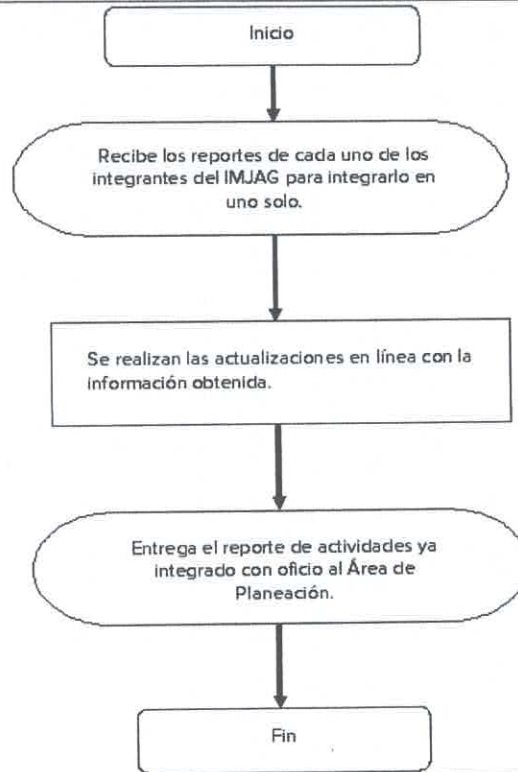 Inicio
Recibe los reportes de cada uno de los
integrantes del IMJAG para integrarlo en
uno solo.
Se realizan las actualizaciones en línea con la
información obtenida.
Entrega el reporte de actividades ya
integrado con oficio al Área de
Planeación.
Fin